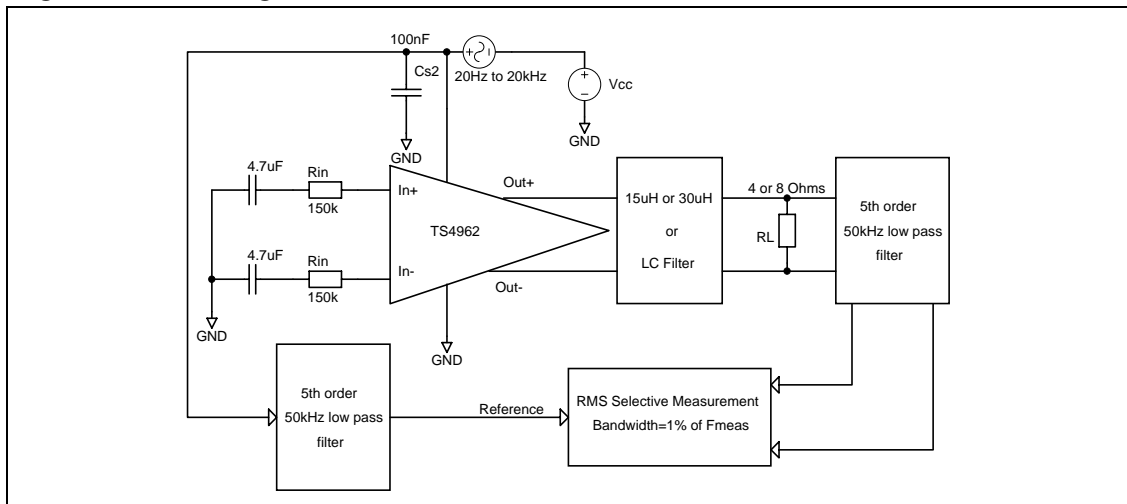 100nF
Cs2
20Hz to 20kHz
+
-
+
-
Vcc
GND
GND
4.7uF
Rin
150k
In+
Out+
TS4962
15uH or 30uH
or
LC Filter
4 or 8 Ohms
RL
5th order
50kHz low pass
filter
4.7uF
Rin
150k
In-
Out-
GND
GND
5th order
50kHz low pass
filter
Reference
RMS Selective Measurement
Bandwidth=1% of Fmeas